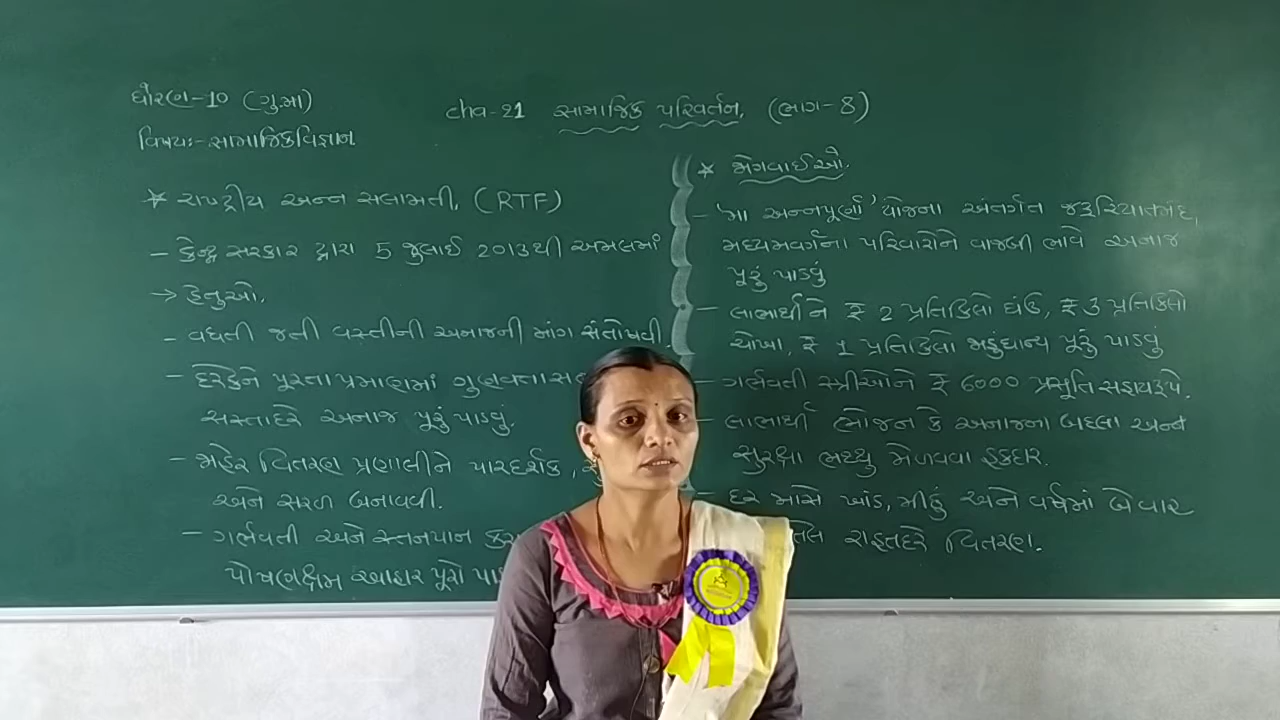 ધોરણ-10 (ગુ.મા)
વિષયઃ-સામાજિકવિજ્ઞાન
cha-21 સામાજિક પરિવર્તન. (ભાગ-8)
* રાષ્ટ્રીય અન્ન સલામતી. (RTF)
- કેન્દ્ર સરકાર દ્વારા 5 જુલાઈ 2013થી અમલમાં
→ હેતુઓ.
- વધતી જતી વસ્તીની અનાજની માંગ સંતોષવી.
- દરેકને પૂરતા પ્રમાણમાં ગુણવત્તાસ
સસ્તાદરે અનાજ પૂરું પાડવું.
- જાહેર વિતરણ પ્રણાલીને પારદર્શક,
અને સરળ બનાવવી.
- ગર્ભવતી અને સ્તનપાન
પોષણક્ષમ આહાર પૂરો
* જોગવાઈઓ.
- 'મા અન્નપૂર્ણા' યોજના અંતર્ગત જરૂરિયાતમંદ,
મધ્યમવર્ગના પરિવારોને વાજબી ભાવે અનાજ
પૂરું પાડવું
- લાભાર્થીને ₹ 2 પ્રતિકિલો ઘંઉ, ₹ 3 પ્રતિકિલો
ચોખા, ₹ 1 પ્રતિકિલો જાડુંધાન્ય પૂરું પાડવું
- ગર્ભવતી સ્ત્રીઓને ₹ 6000 પ્રસૂતિ સહાયરૂપે.
- લાભાર્થી ભોજન કે અનાજના બદલા અન્ન
સુરક્ષા ભથ્થુ મેળવવા હકદાર.
- દર માસે ખાંડ, મીઠું અને વર્ષમાં બેવાર
તેલ રાહતદરે વિતરણ.